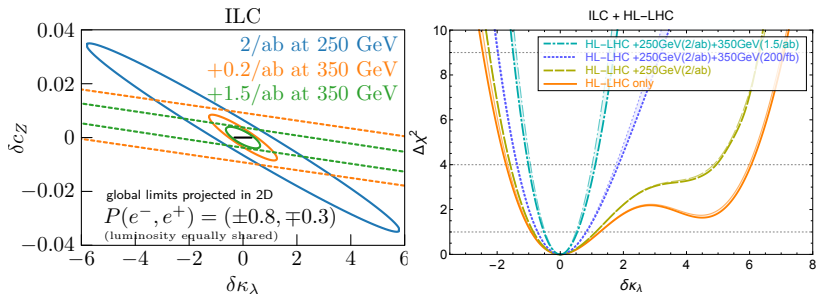 ILC
2/ab at 250 GeV
+0.2/ab at 350 GeV
+1.5/ab at 350 GeV
global limits projected in 2D
P(e⁻, e⁺) = (±0.8, ∓0.3)
(luminosity equally shared)
0.04
0.02
0
−0.02
−0.04
δc_Z
−6 −4 −2 0 2 4 6
δκ_λ
ILC + HL−LHC
HL−LHC +250GeV(2/ab)+350GeV(1.5/ab)
HL−LHC +250GeV(2/ab)+350GeV(200/fb)
HL−LHC +250GeV(2/ab)
HL−LHC only
10
8
6
4
2
0
Δχ²
−2 0 2 4 6 8
δκ_λ